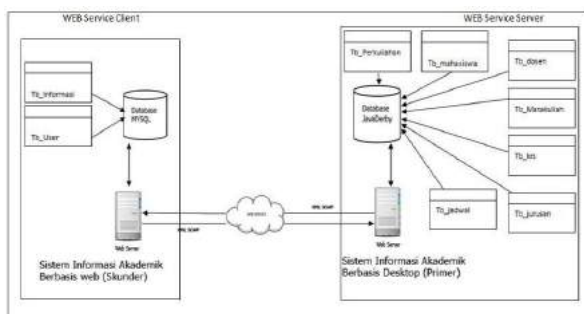 WEB Service Client
WEB Service Server
Tb_Informasi
Tb_User
Database
MYSQL
Web Server
Sistem Informasi Akademik
Berbasis web (Skunder)
XML SOAP
XML SOAP
Tb_Perkuliahan
Tb_mahasiswa
Tb_dosen
Tb_Matakuliah
Tb_krs
Tb_jurusan
Tb_jadwal
Database
JavaDerby
Web Server
Sistem Informasi Akademik
Berbasis Desktop (Primer)